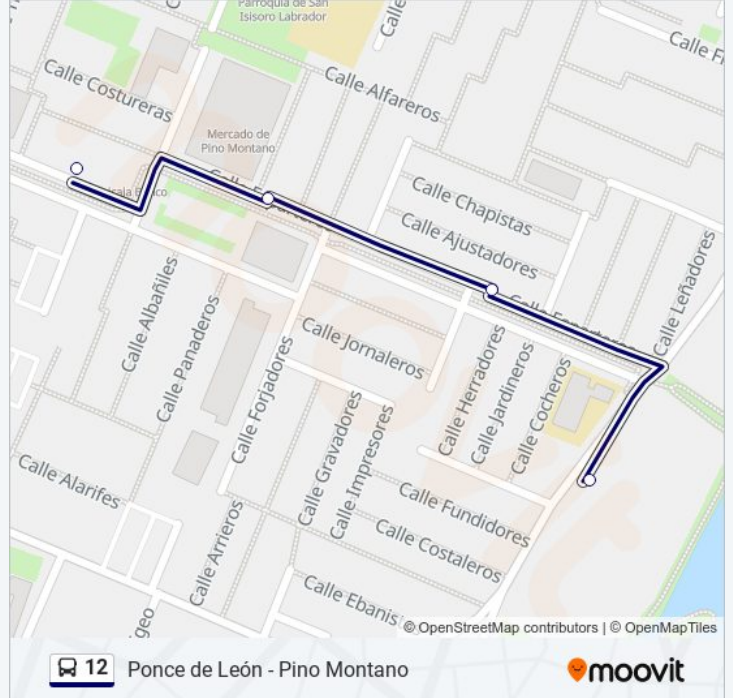 Parroquia de San
Isisoro Labrador
Calle
Calle Costureras
Calle Alfareros
Mercado de
Pino Montano
Calle Chapistas
Calle Ajustadores
Calle Leñadores
Calle Albañiles
Calle Panaderos
Calle Forjadores
Calle Jornaleros
Calle Herradores
Calle Jardineros
Calle Cocheros
Calle Gravadores
Calle Impresores
Calle Alarifes
Calle Arrieros
Calle Fundidores
Calle Costaleros
Calle Ebanis
© OpenStreetMap contributors | © OpenMapTiles
12 Ponce de León - Pino Montano
moovit